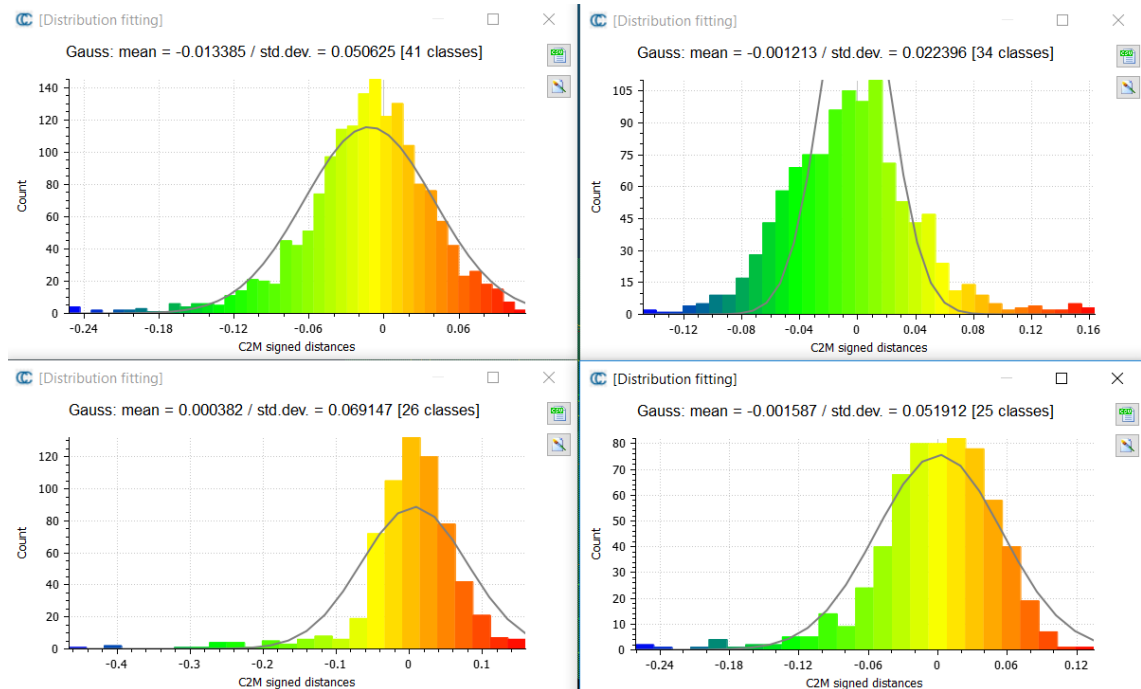 [Distribution fitting]
Gauss: mean = -0.013385 / std.dev. = 0.050625 [41 classes]
140
120
100
80
60
40
20
0
Count
-0.24 -0.18 -0.12 -0.06 0 0.06
C2M signed distances
[Distribution fitting]
Gauss: mean = -0.001213 / std.dev. = 0.022396 [34 classes]
105
90
75
60
45
30
15
0
Count
-0.12 -0.08 -0.04 0 0.04 0.08 0.12 0.16
C2M signed distances
[Distribution fitting]
Gauss: mean = 0.000382 / std.dev. = 0.069147 [26 classes]
120
100
80
60
40
20
0
Count
-0.4 -0.3 -0.2 -0.1 0 0.1
C2M signed distances
[Distribution fitting]
Gauss: mean = -0.001587 / std.dev. = 0.051912 [25 classes]
80
70
60
50
40
30
20
10
0
Count
-0.24 -0.18 -0.12 -0.06 0 0.06 0.12
C2M signed distances